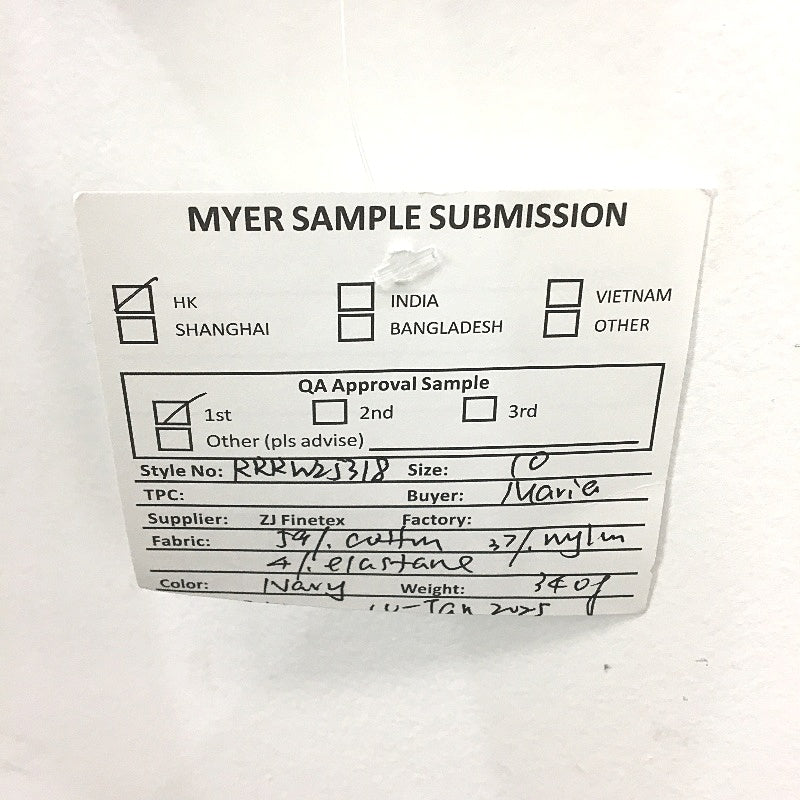 MYER SAMPLE SUBMISSION
HK INDIA VIETNAM
SHANGHAI BANGLADESH OTHER
QA Approval Sample
1st 2nd 3rd
Other (pls advise)
Style No: RRRW25318 Size: 10
TPC: Buyer: Maria
Supplier: ZJ Finetex Factory:
Fabric: 59%. cotton 37%. nylon
4%. elastane
Color: Navy Weight: 340g
Jan 2025